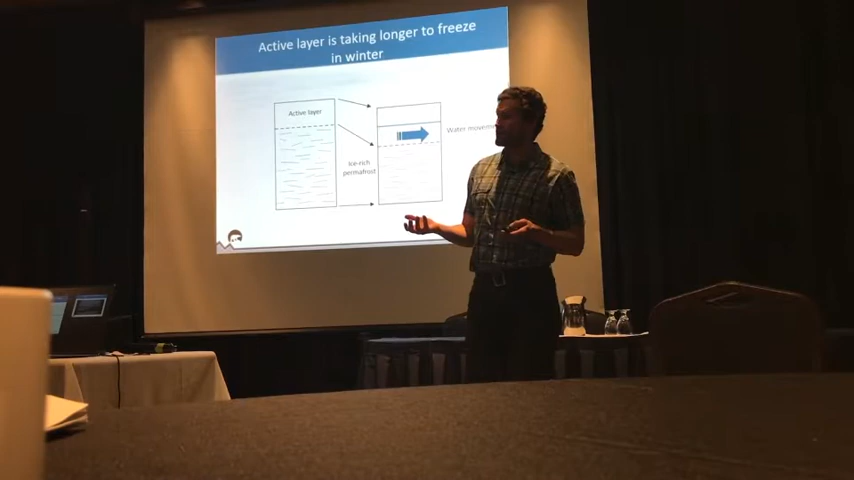 Active layer is taking longer to freeze
in winter
Active layer
Water movem
Ice-rich
permafrost